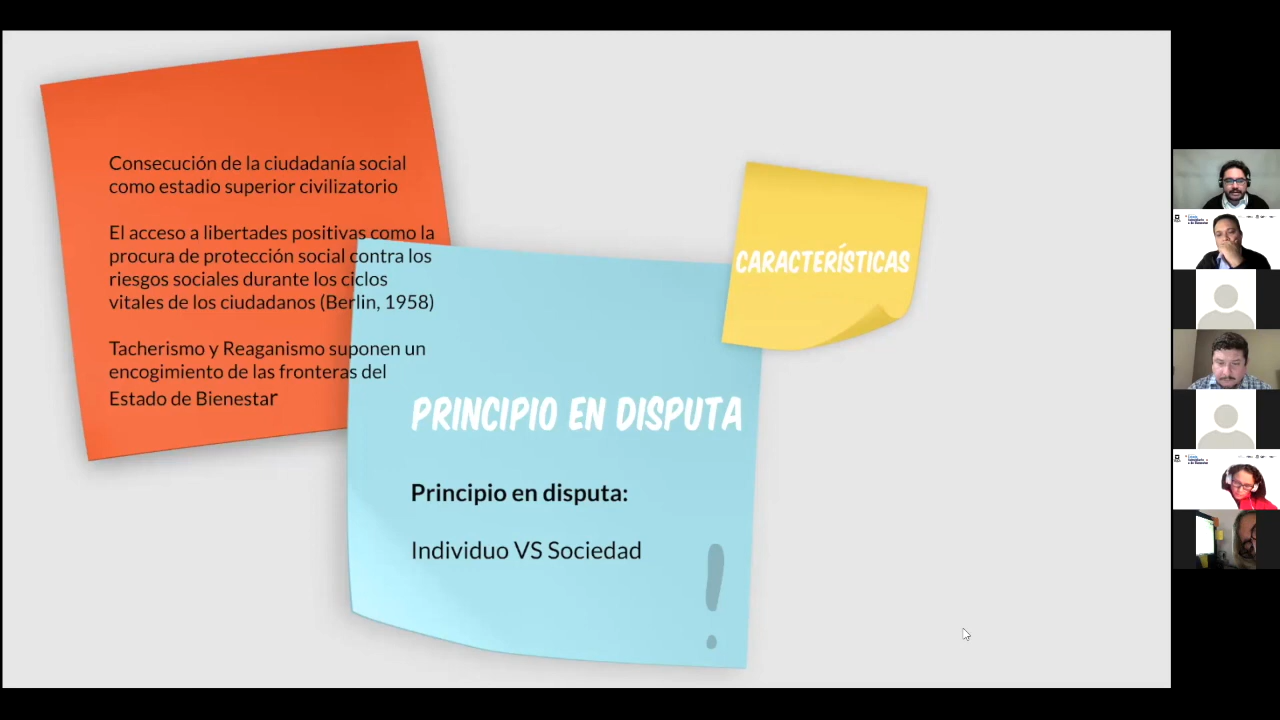 Consecución de la ciudadanía social
como estadio superior civilizatorio
El acceso a libertades positivas como la
procura de protección social contra los
riesgos sociales durante los ciclos
vitales de los ciudadanos (Berlin, 1958)
Tacherismo y Reaganismo suponen un
encogimiento de las fronteras del
Estado de Bienestar
PRINCIPIO EN DISPUTA
Principio en disputa:
Individuo VS Sociedad
!
CARACTERÍSTICAS